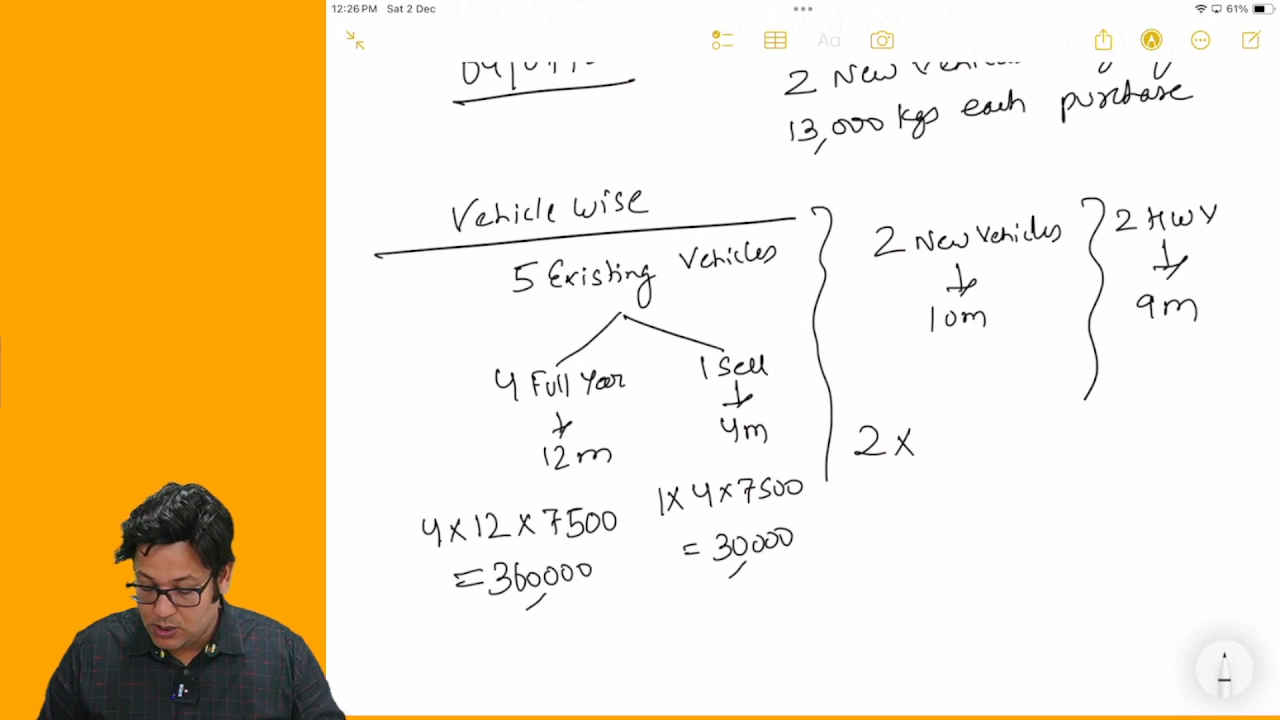 12:26 PM Sat 2 Dec
61%
Aa
2 New
13,000 kgs each purchase
Vehicle wise
5 Existing Vehicles
4 Full Year
12m
4 x 12 x 7500
= 360000
1 Sell
4m
1 x 4 x 7500
= 30000
2 New Vehicles
10m
2 x
2 HWV
9m